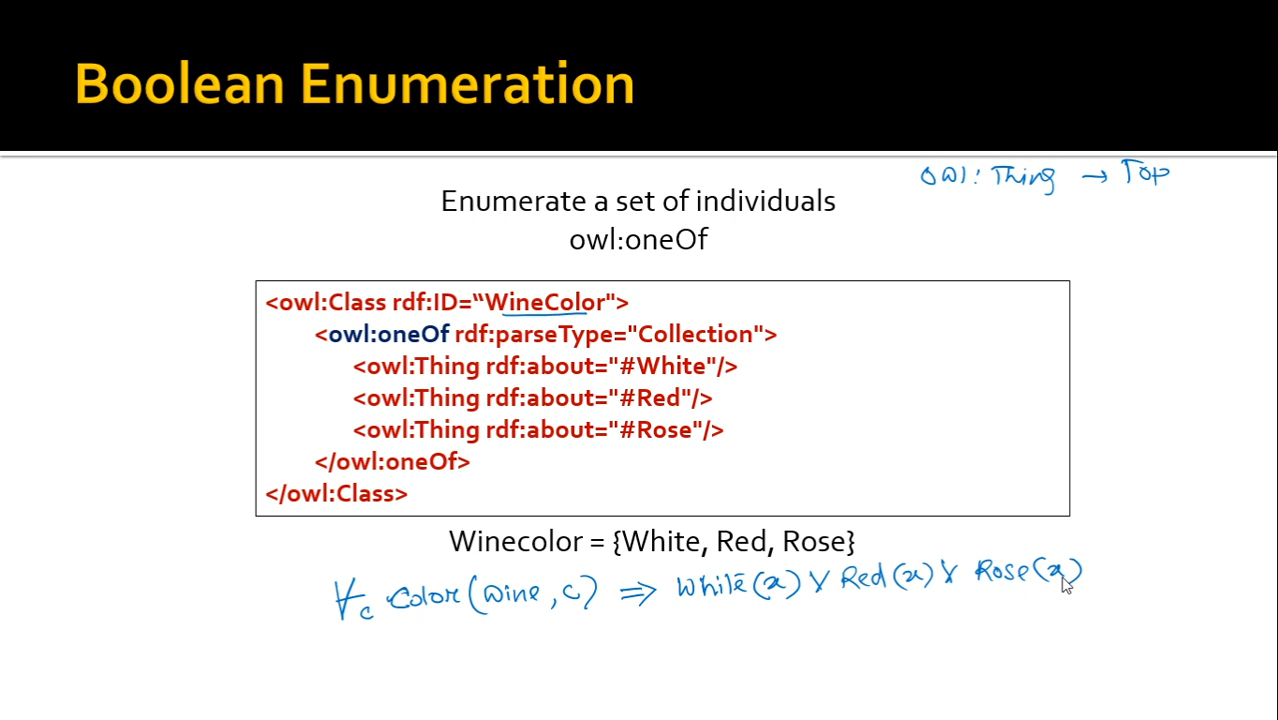 Boolean Enumeration
owl:Thing → Top
Enumerate a set of individuals
owl:oneOf
<owl:Class rdf:ID=“WineColor">
<owl:oneOf rdf:parseType="Collection">
<owl:Thing rdf:about="#White"/>
<owl:Thing rdf:about="#Red"/>
<owl:Thing rdf:about="#Rose"/>
</owl:oneOf>
</owl:Class>
Winecolor = {White, Red, Rose}
∀c Color(wine, c) ⇒ White(x) ∨ Red(x) ∨ Rose(x)